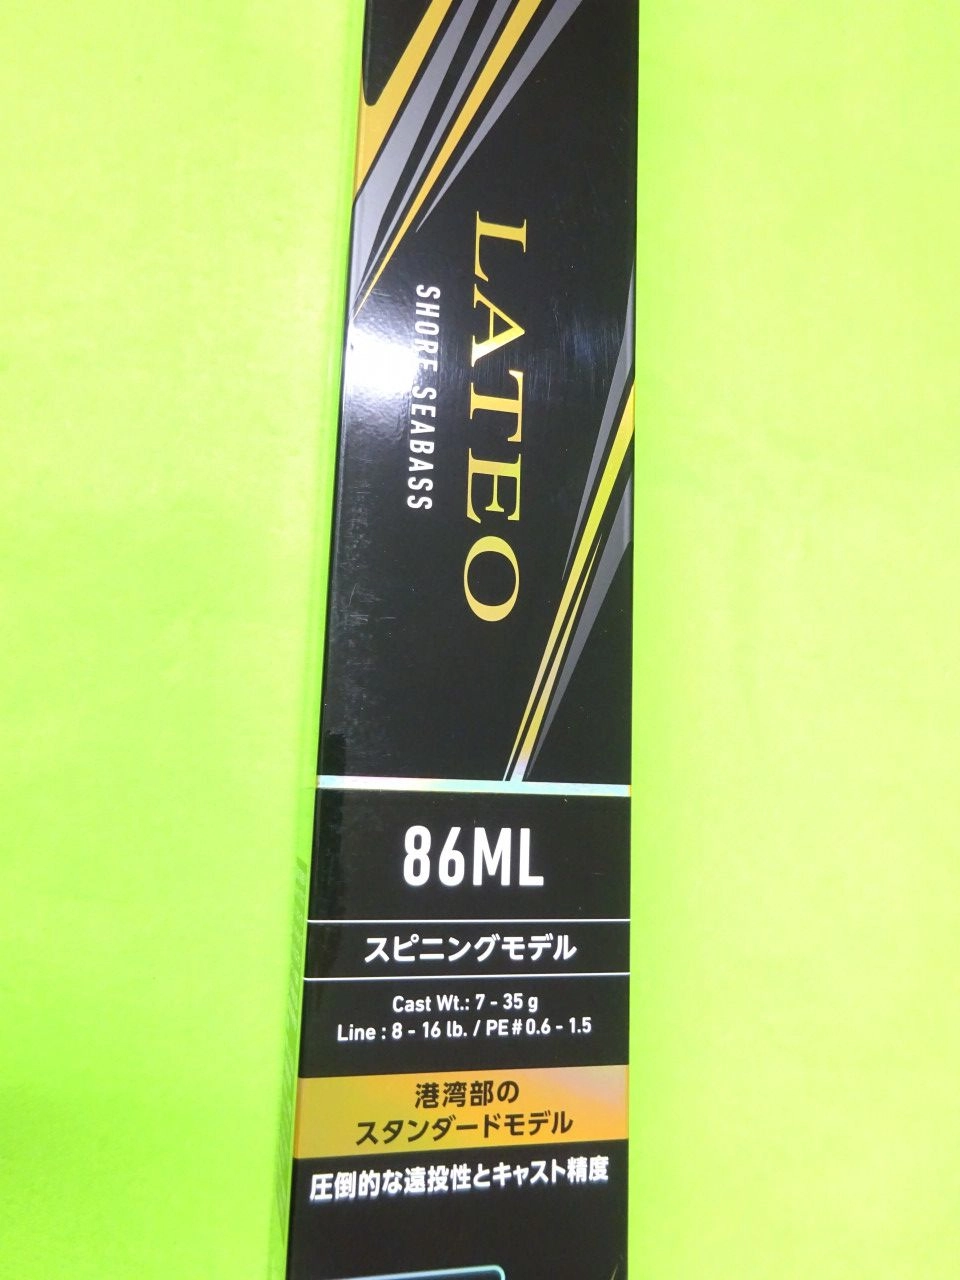 LATEO
SHORE SEABASS
86ML
スピニングモデル
Cast Wt.: 7 - 35 g
Line : 8 - 16 lb. / PE#0.6 - 1.5
港湾部の
スタンダードモデル
圧倒的な遠投性とキャスト精度